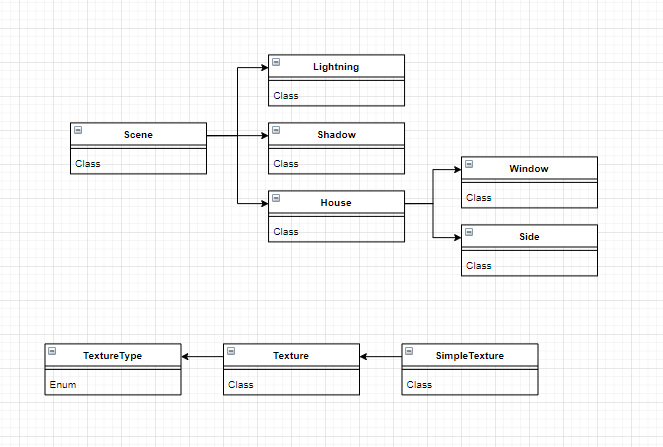 Lightning
Class
Scene
Class
Shadow
Class
House
Class
Window
Class
Side
Class
TextureType
Enum
Texture
Class
SimpleTexture
Class